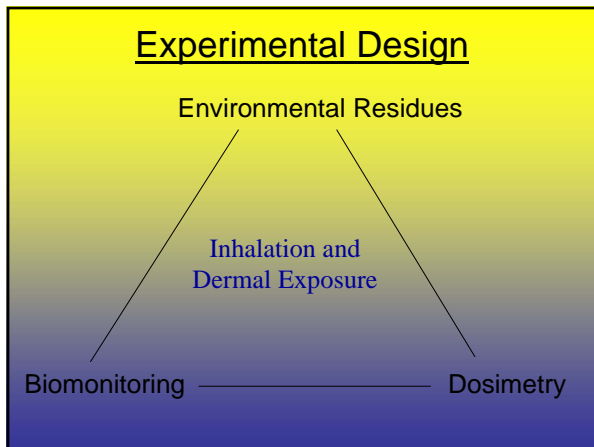 Experimental Design
Environmental Residues
Inhalation and
Dermal Exposure
Biomonitoring
Dosimetry